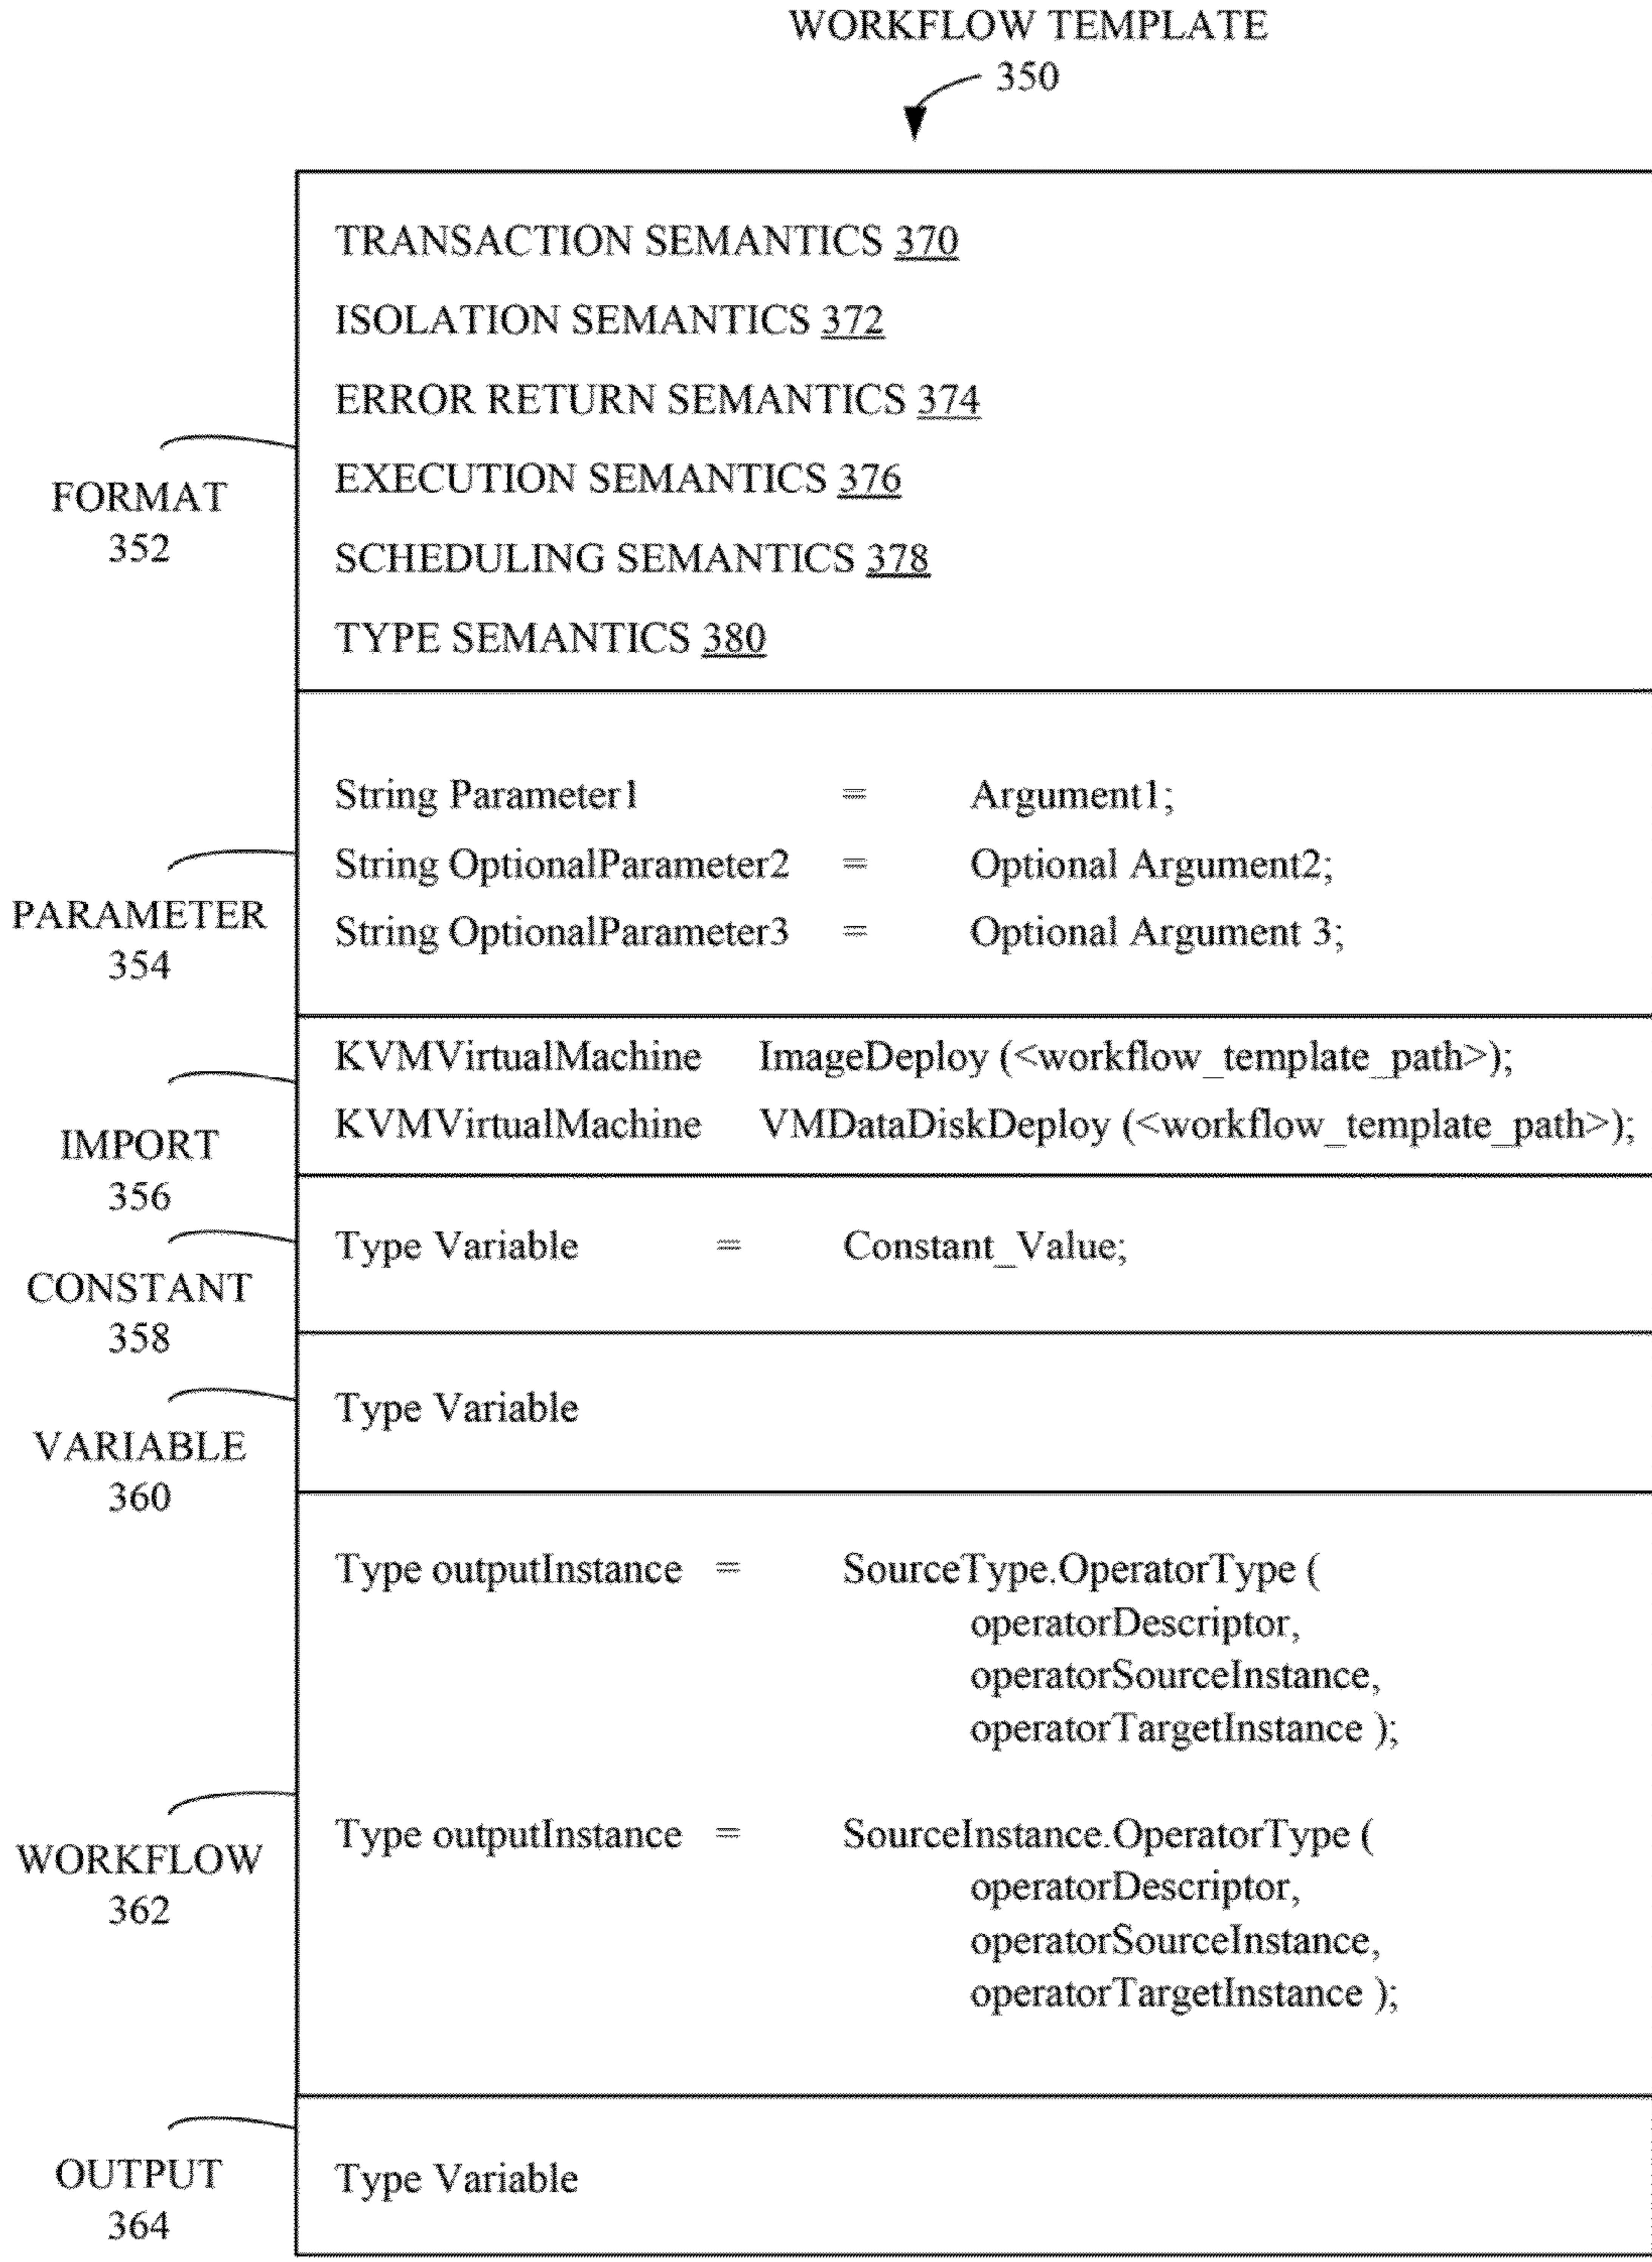 WORKFLOW TEMPLATE
350
TRANSACTION SEMANTICS 370
ISOLATION SEMANTICS 372
ERROR RETURN SEMANTICS 374
EXECUTION SEMANTICS 376
SCHEDULING SEMANTICS 378
TYPE SEMANTICS 380
FORMAT
352
String Parameter1 = Argument1;
String OptionalParameter2 = Optional Argument2;
String OptionalParameter3 = Optional Argument 3;
PARAMETER
354
KVMVirtualMachine ImageDeploy (<workflow_template_path>);
KVMVirtualMachine VMDataDiskDeploy (<workflow_template_path>);
IMPORT
356
Type Variable = Constant_Value;
CONSTANT
358
Type Variable
VARIABLE
360
Type outputInstance = SourceType.OperatorType (
operatorDescriptor,
operatorSourceInstance,
operatorTargetInstance );
Type outputInstance = SourceInstance.OperatorType (
operatorDescriptor,
operatorSourceInstance,
operatorTargetInstance );
WORKFLOW
362
Type Variable
OUTPUT
364